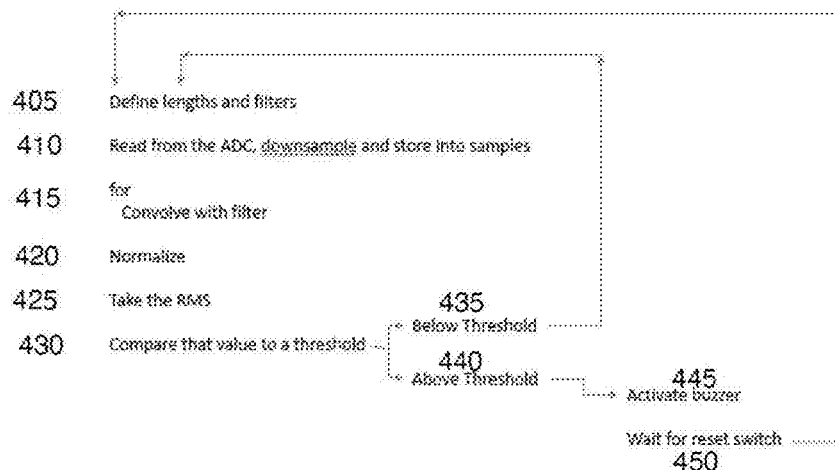 405 Define lengths and filters
410 Read from the ADC, downsample and store into samples
415 for
Convolve with filter
420 Normalize
425 Take the RMS
435
Below Threshold
430 Compare that value to a threshold
440
Above Threshold
445
Activate buzzer
Wait for reset switch
450